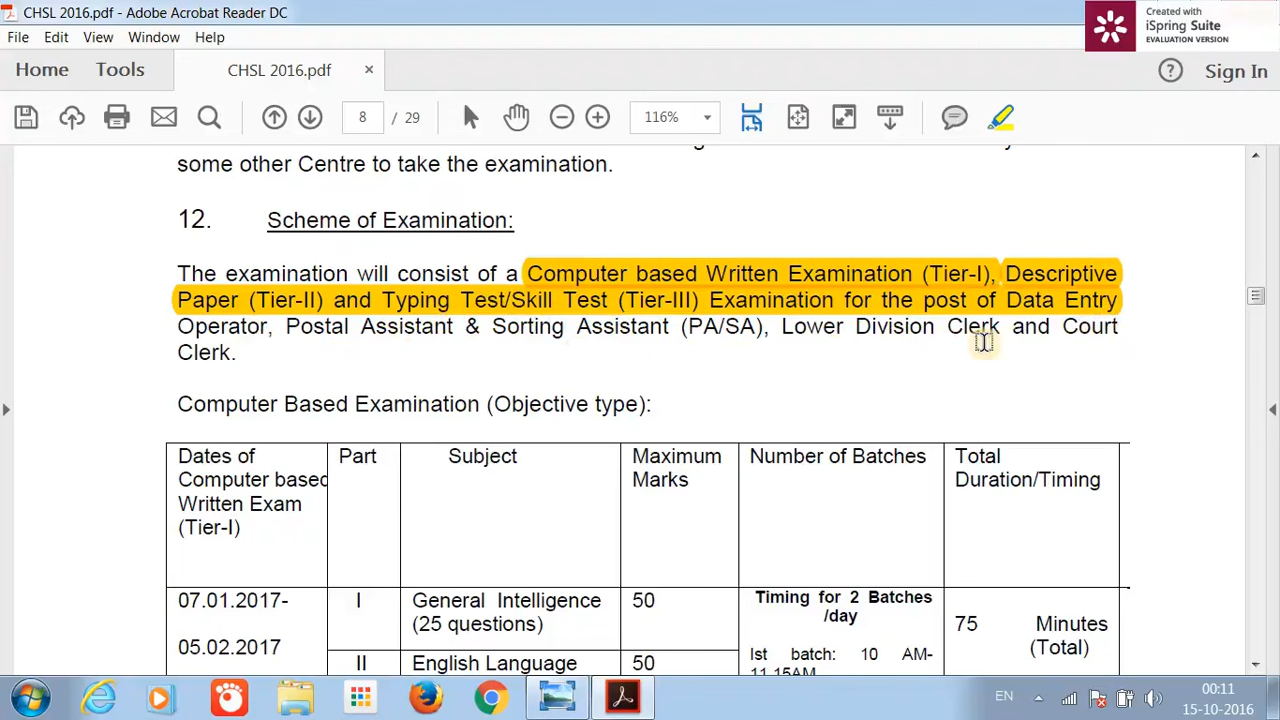 CHSL 2016.pdf - Adobe Acrobat Reader DC
Created with
iSpring Suite
EVALUATION VERSION
File Edit View Window Help
Home Tools CHSL 2016.pdf × ? Sign In
8 / 29 116%
some other Centre to take the examination.
12. Scheme of Examination:
The examination will consist of a Computer based Written Examination (Tier-I), Descriptive
Paper (Tier-II) and Typing Test/Skill Test (Tier-III) Examination for the post of Data Entry
Operator, Postal Assistant & Sorting Assistant (PA/SA), Lower Division Clerk and Court
Clerk.
Computer Based Examination (Objective type):
Dates of Part Subject Maximum Number of Batches Total
Computer based Marks Duration/Timing
Written Exam
(Tier-I)
07.01.2017- I General Intelligence 50 Timing for 2 Batches
(25 questions) /day 75 Minutes
05.02.2017 (Total)
Ist batch: 10 AM-
II English Language 50 11.15AM
EN 00:11
15-10-2016